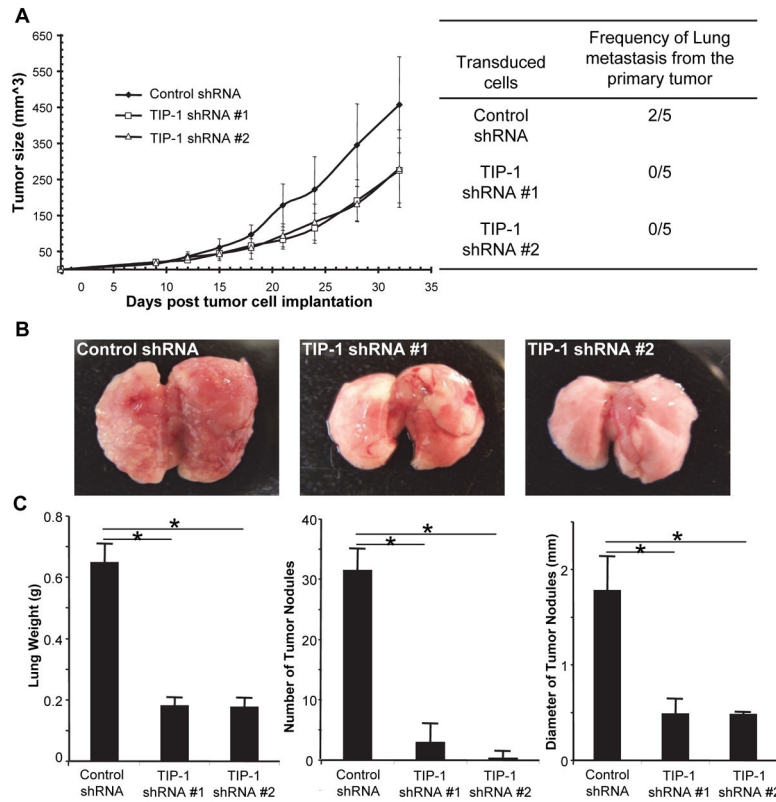 A
Tumor size (mm^3)
650
550
450
350
250
150
50
Control shRNA
TIP-1 shRNA #1
TIP-1 shRNA #2
0 5 10 15 20 25 30 35
Days post tumor cell implantation
Transduced
cells
Frequency of Lung
metastasis from the
primary tumor
Control
shRNA
2/5
TIP-1
shRNA #1
0/5
TIP-1
shRNA #2
0/5
B
Control shRNA
TIP-1 shRNA #1
TIP-1 shRNA #2
C
Lung Weight (g)
0.8
0.6
0.4
0.2
0
*
*
Control
shRNA
TIP-1
shRNA #1
TIP-1
shRNA #2
Number of Tumor Nodules
40
30
20
10
0
*
*
Control
shRNA
TIP-1
shRNA #1
TIP-1
shRNA #2
Diameter of Tumor Nodules (mm)
2
1
0
*
*
Control
shRNA
TIP-1
shRNA #1
TIP-1
shRNA #2